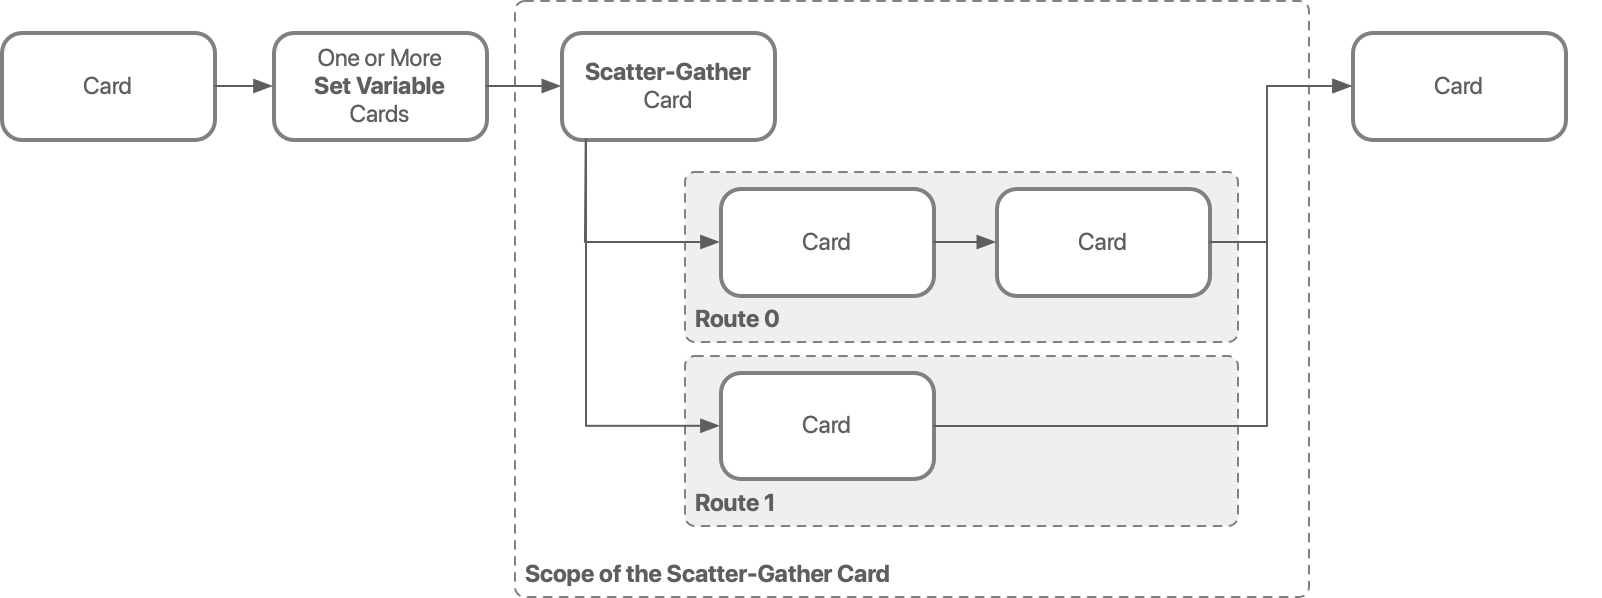 Card
One or More
Set Variable
Cards
Scatter-Gather
Card
Card
Card
Card
Route 0
Card
Route 1
Scope of the Scatter-Gather Card